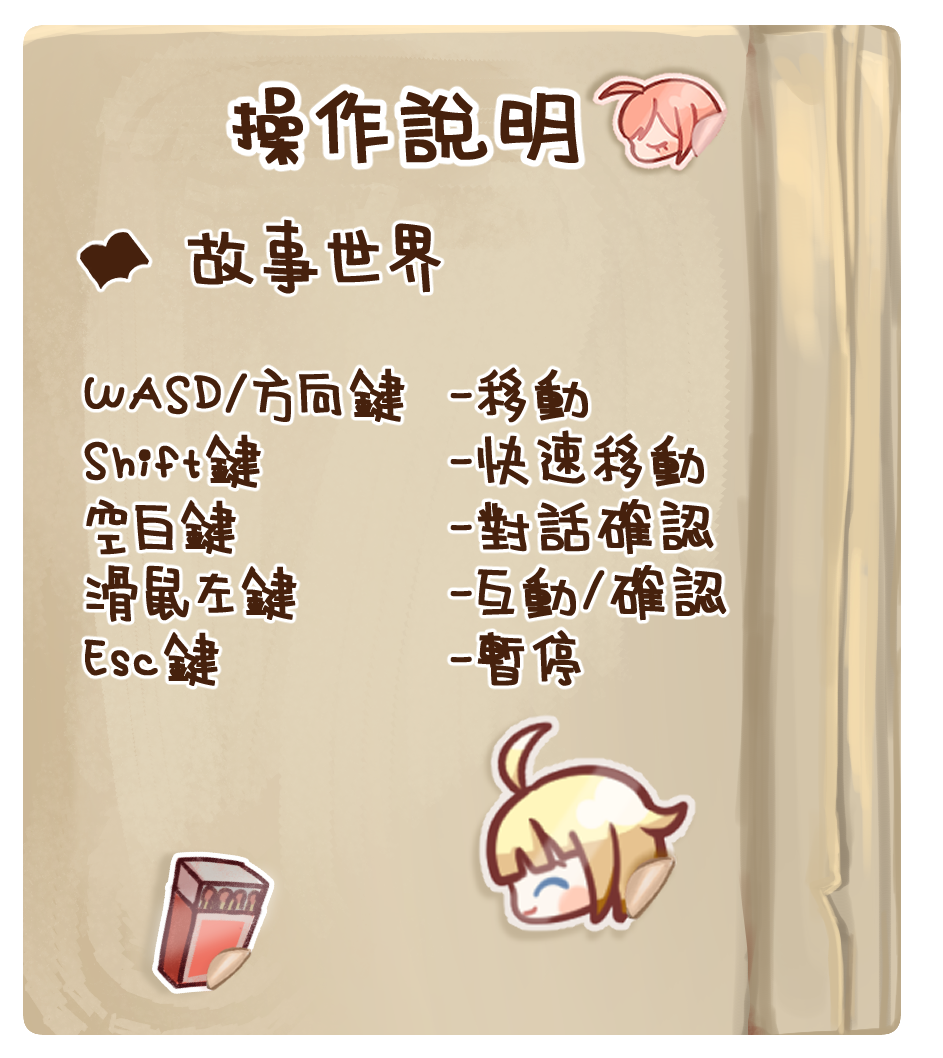 操作說明
故事世界
WASD/方向鍵 -移動
Shift鍵 -快速移動
空白鍵 -對話確認
滑鼠左鍵 -互動/確認
Esc鍵 -暫停